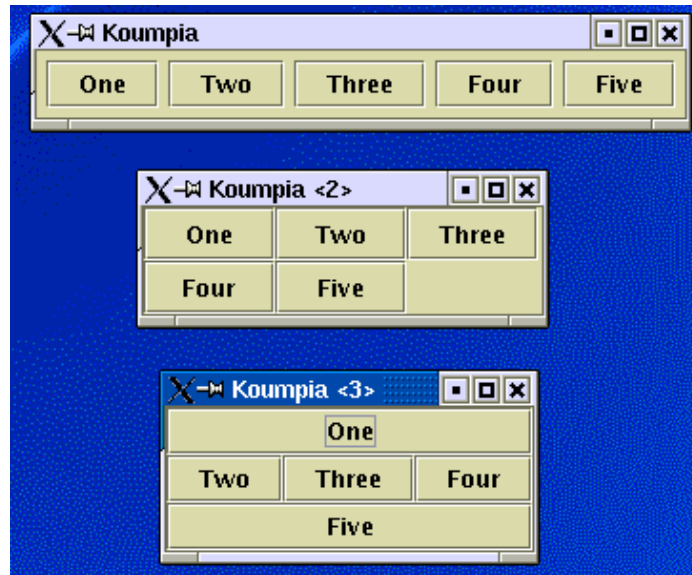 Koumpia
One Two Three Four Five
Koumpia <2>
One Two Three
Four Five
Koumpia <3>
One
Two Three Four
Five